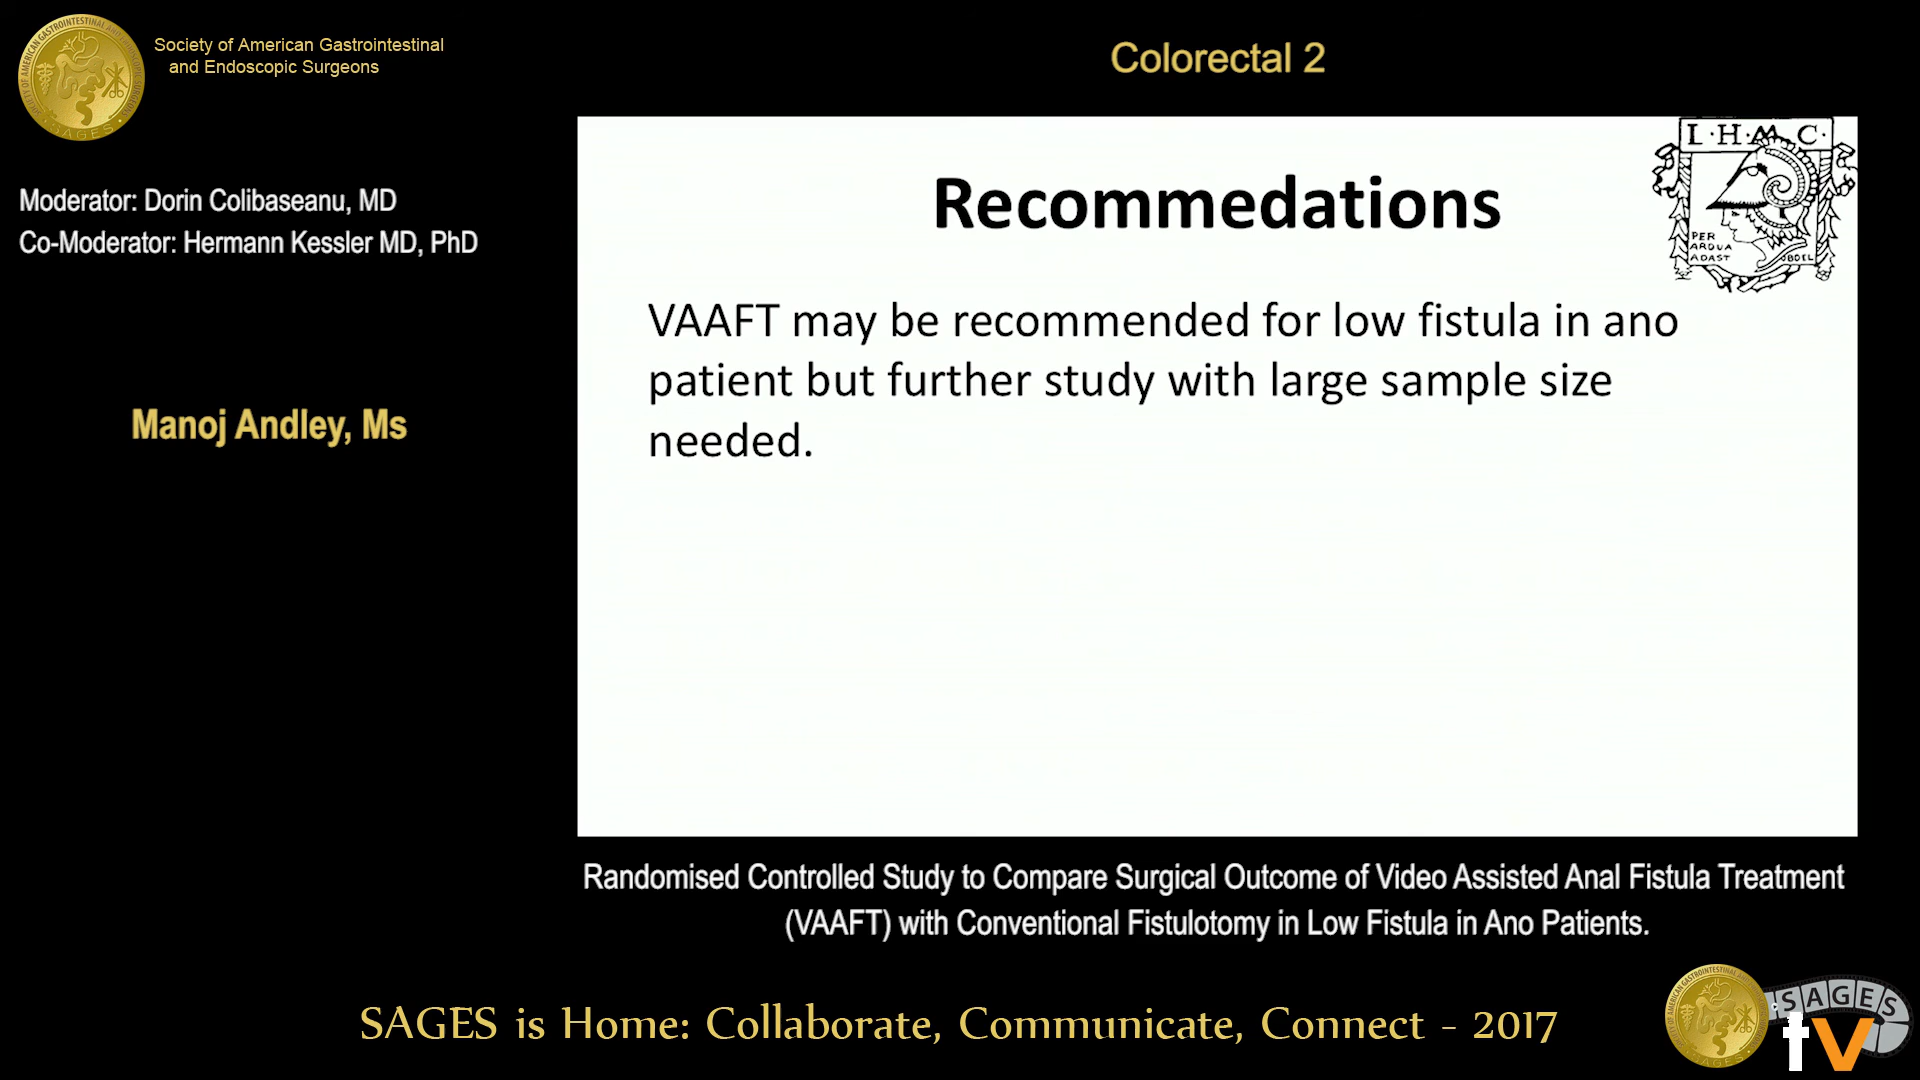 Society of American Gastrointestinal
and Endoscopic Surgeons
Colorectal 2
Moderator: Dorin Colibaseanu, MD
Co-Moderator: Hermann Kessler MD, PhD
Manoj Andley, Ms
L·H·M·C·
PER
ARDUA
ADAST
Recommedations
VAAFT may be recommended for low fistula in ano
patient but further study with large sample size
needed.
Randomised Controlled Study to Compare Surgical Outcome of Video Assisted Anal Fistula Treatment
(VAAFT) with Conventional Fistulotomy in Low Fistula in Ano Patients.
SAGES is Home: Collaborate, Communicate, Connect - 2017
SAGES
tv